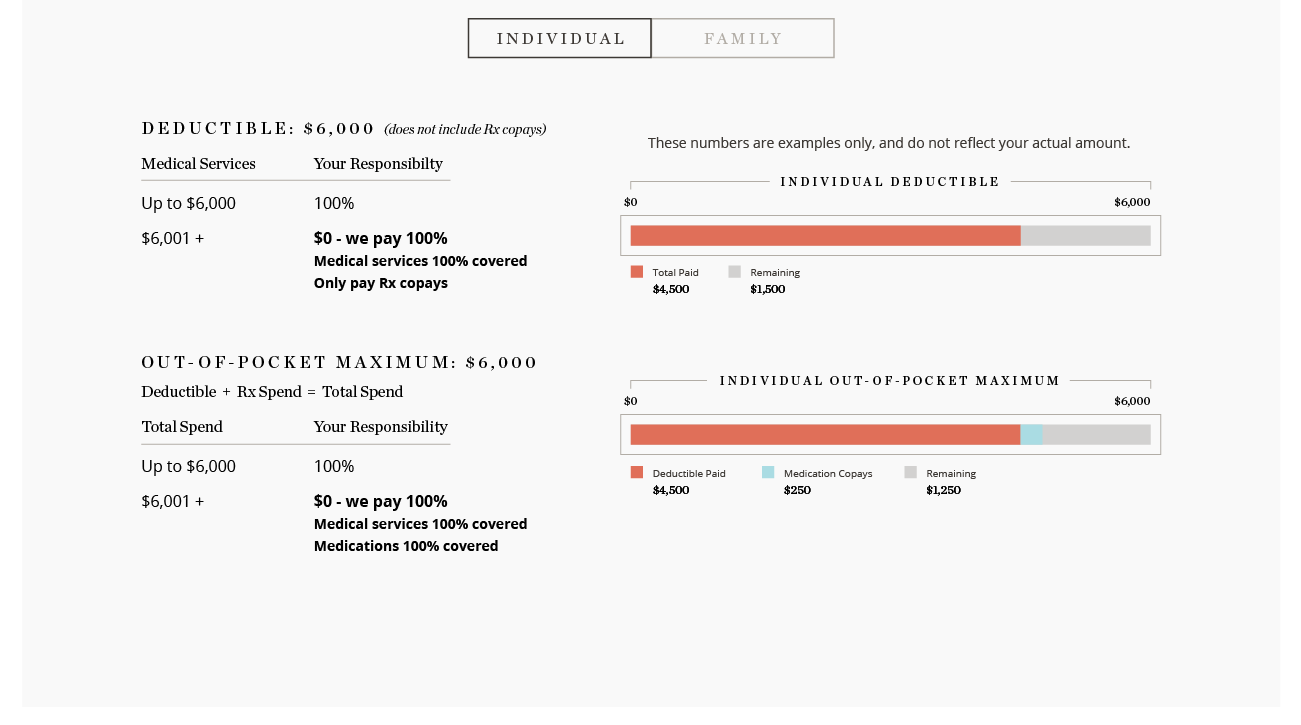 INDIVIDUAL FAMILY
DEDUCTIBLE: $6,000 (does not include Rx copays)
Medical Services Your Responsibilty
Up to $6,000 100%
$6,001 + $0 - we pay 100%
Medical services 100% covered
Only pay Rx copays
These numbers are examples only, and do not reflect your actual amount.
INDIVIDUAL DEDUCTIBLE
$0 $6,000
Total Paid Remaining
$4,500 $1,500
OUT-OF-POCKET MAXIMUM: $6,000
Deductible + Rx Spend = Total Spend
Total Spend Your Responsibility
Up to $6,000 100%
$6,001 + $0 - we pay 100%
Medical services 100% covered
Medications 100% covered
INDIVIDUAL OUT-OF-POCKET MAXIMUM
$0 $6,000
Deductible Paid Medication Copays Remaining
$4,500 $250 $1,250